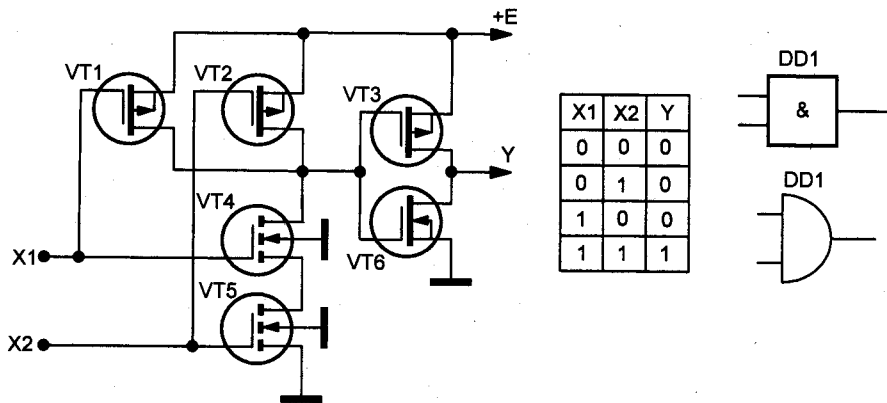 +E
VT1
VT2
VT3
Y
VT4
VT6
X1
VT5
X2
X1 X2 Y
0 0 0
0 1 0
1 0 0
1 1 1
DD1
&
DD1